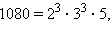 1080 = 2³ · 3³ · 5,